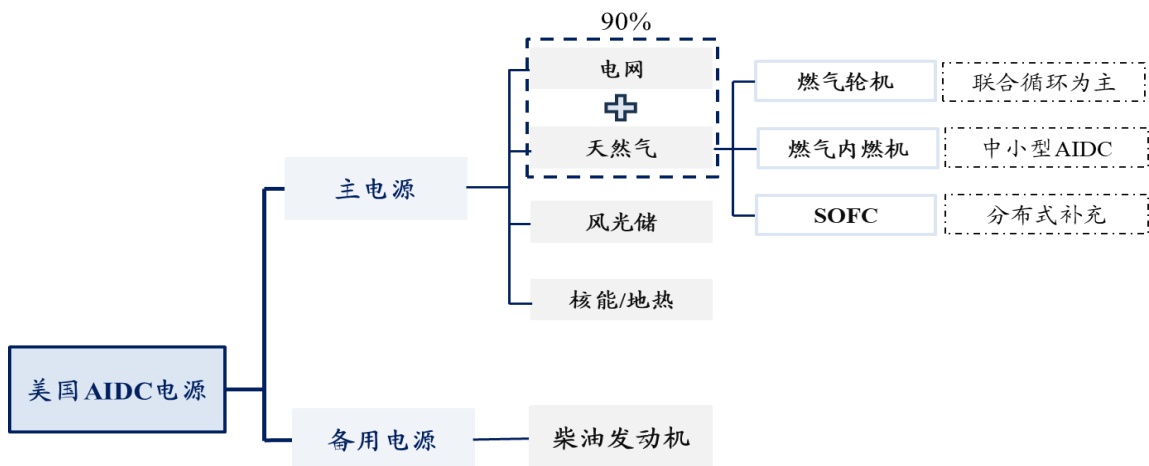 90%
电网
天然气
风光储
核能/地热
燃气轮机
联合循环为主
燃气内燃机
中小型AIDC
SOFC
分布式补充
主电源
美国AIDC电源
备用电源
柴油发动机